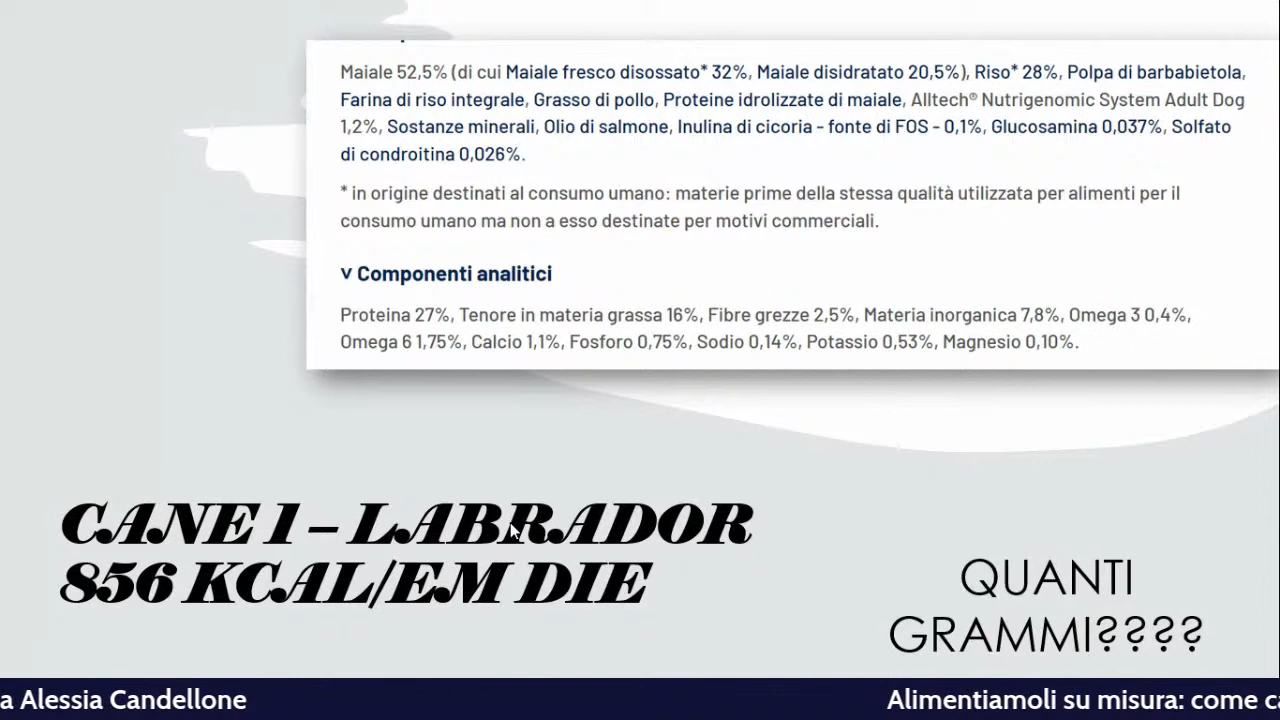 Maiale 52,5% (di cui Maiale fresco disossato* 32%, Maiale disidratato 20,5%), Riso* 28%, Polpa di barbabietola,
Farina di riso integrale, Grasso di pollo, Proteine idrolizzate di maiale, Alltech® Nutrigenomic System Adult Dog
1,2%, Sostanze minerali, Olio di salmone, Inulina di cicoria - fonte di FOS - 0,1%, Glucosamina 0,037%, Solfato
di condroitina 0,026%.
* in origine destinati al consumo umano: materie prime della stessa qualità utilizzata per alimenti per il
consumo umano ma non a esso destinate per motivi commerciali.
v Componenti analitici
Proteina 27%, Tenore in materia grassa 16%, Fibre grezze 2,5%, Materia inorganica 7,8%, Omega 3 0,4%,
Omega 6 1,75%, Calcio 1,1%, Fosforo 0,75%, Sodio 0,14%, Potassio 0,53%, Magnesio 0,10%.
CANE 1 – LABRADOR
856 KCAL/EM DIE
QUANTI
GRAMMI????
a Alessia Candellone
Alimentiamoli su misura: come ca